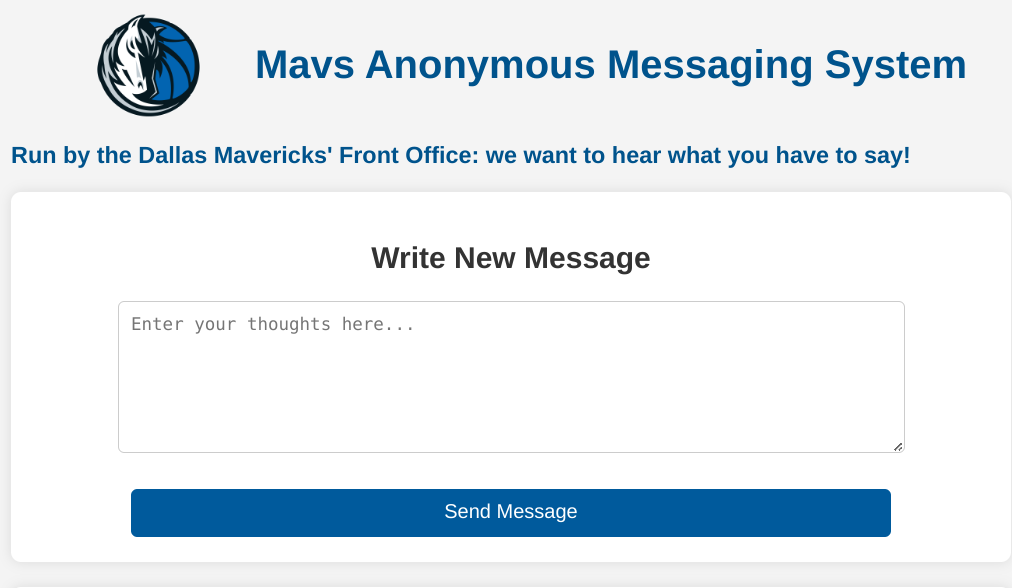 Mavs Anonymous Messaging System
Run by the Dallas Mavericks' Front Office: we want to hear what you have to say!
Write New Message
Enter your thoughts here...
Send Message